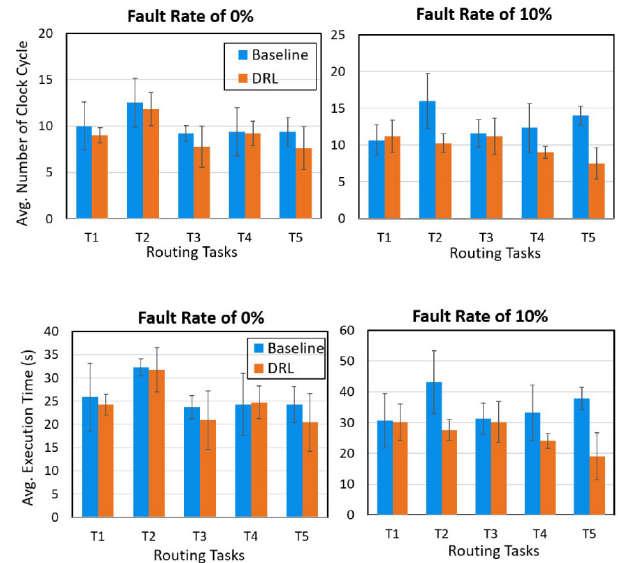 Fault Rate of 0%
Avg. Number of Clock Cycle
20
15
10
5
0
Baseline
DRL
T1 T2 T3 T4 T5
Routing Tasks
Fault Rate of 10%
25
20
15
10
5
0
T1 T2 T3 T4 T5
Routing Tasks
Fault Rate of 0%
Avg. Execution Time (s)
40
35
30
25
20
15
10
5
0
Baseline
DRL
T1 T2 T3 T4 T5
Routing Tasks
Fault Rate of 10%
60
50
40
30
20
10
0
T1 T2 T3 T4 T5
Routing Tasks